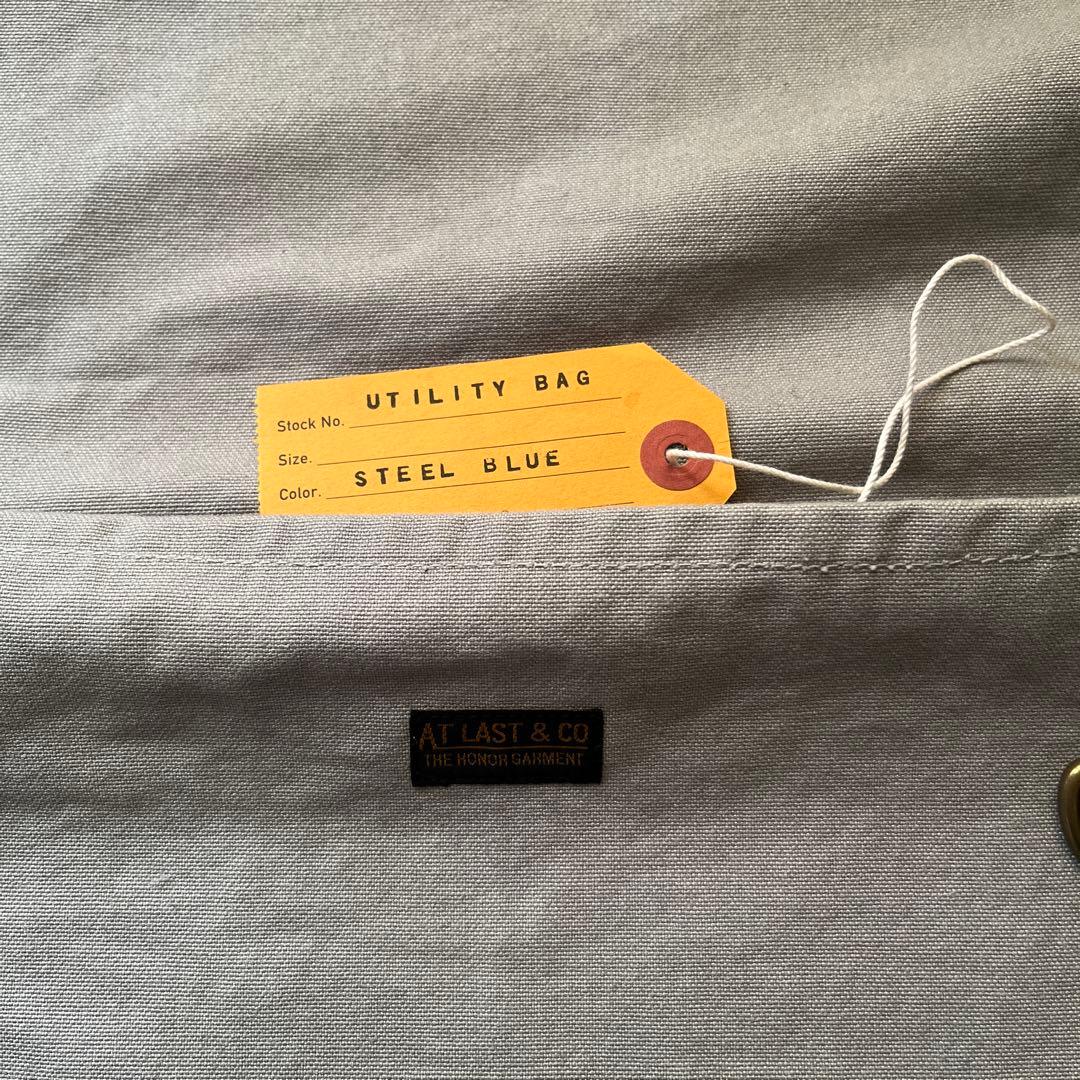 UTILITY BAG
Stock No.
Size.
STEEL BLUE
Color.
AT LAST & CO
THE HONOR GARMENT